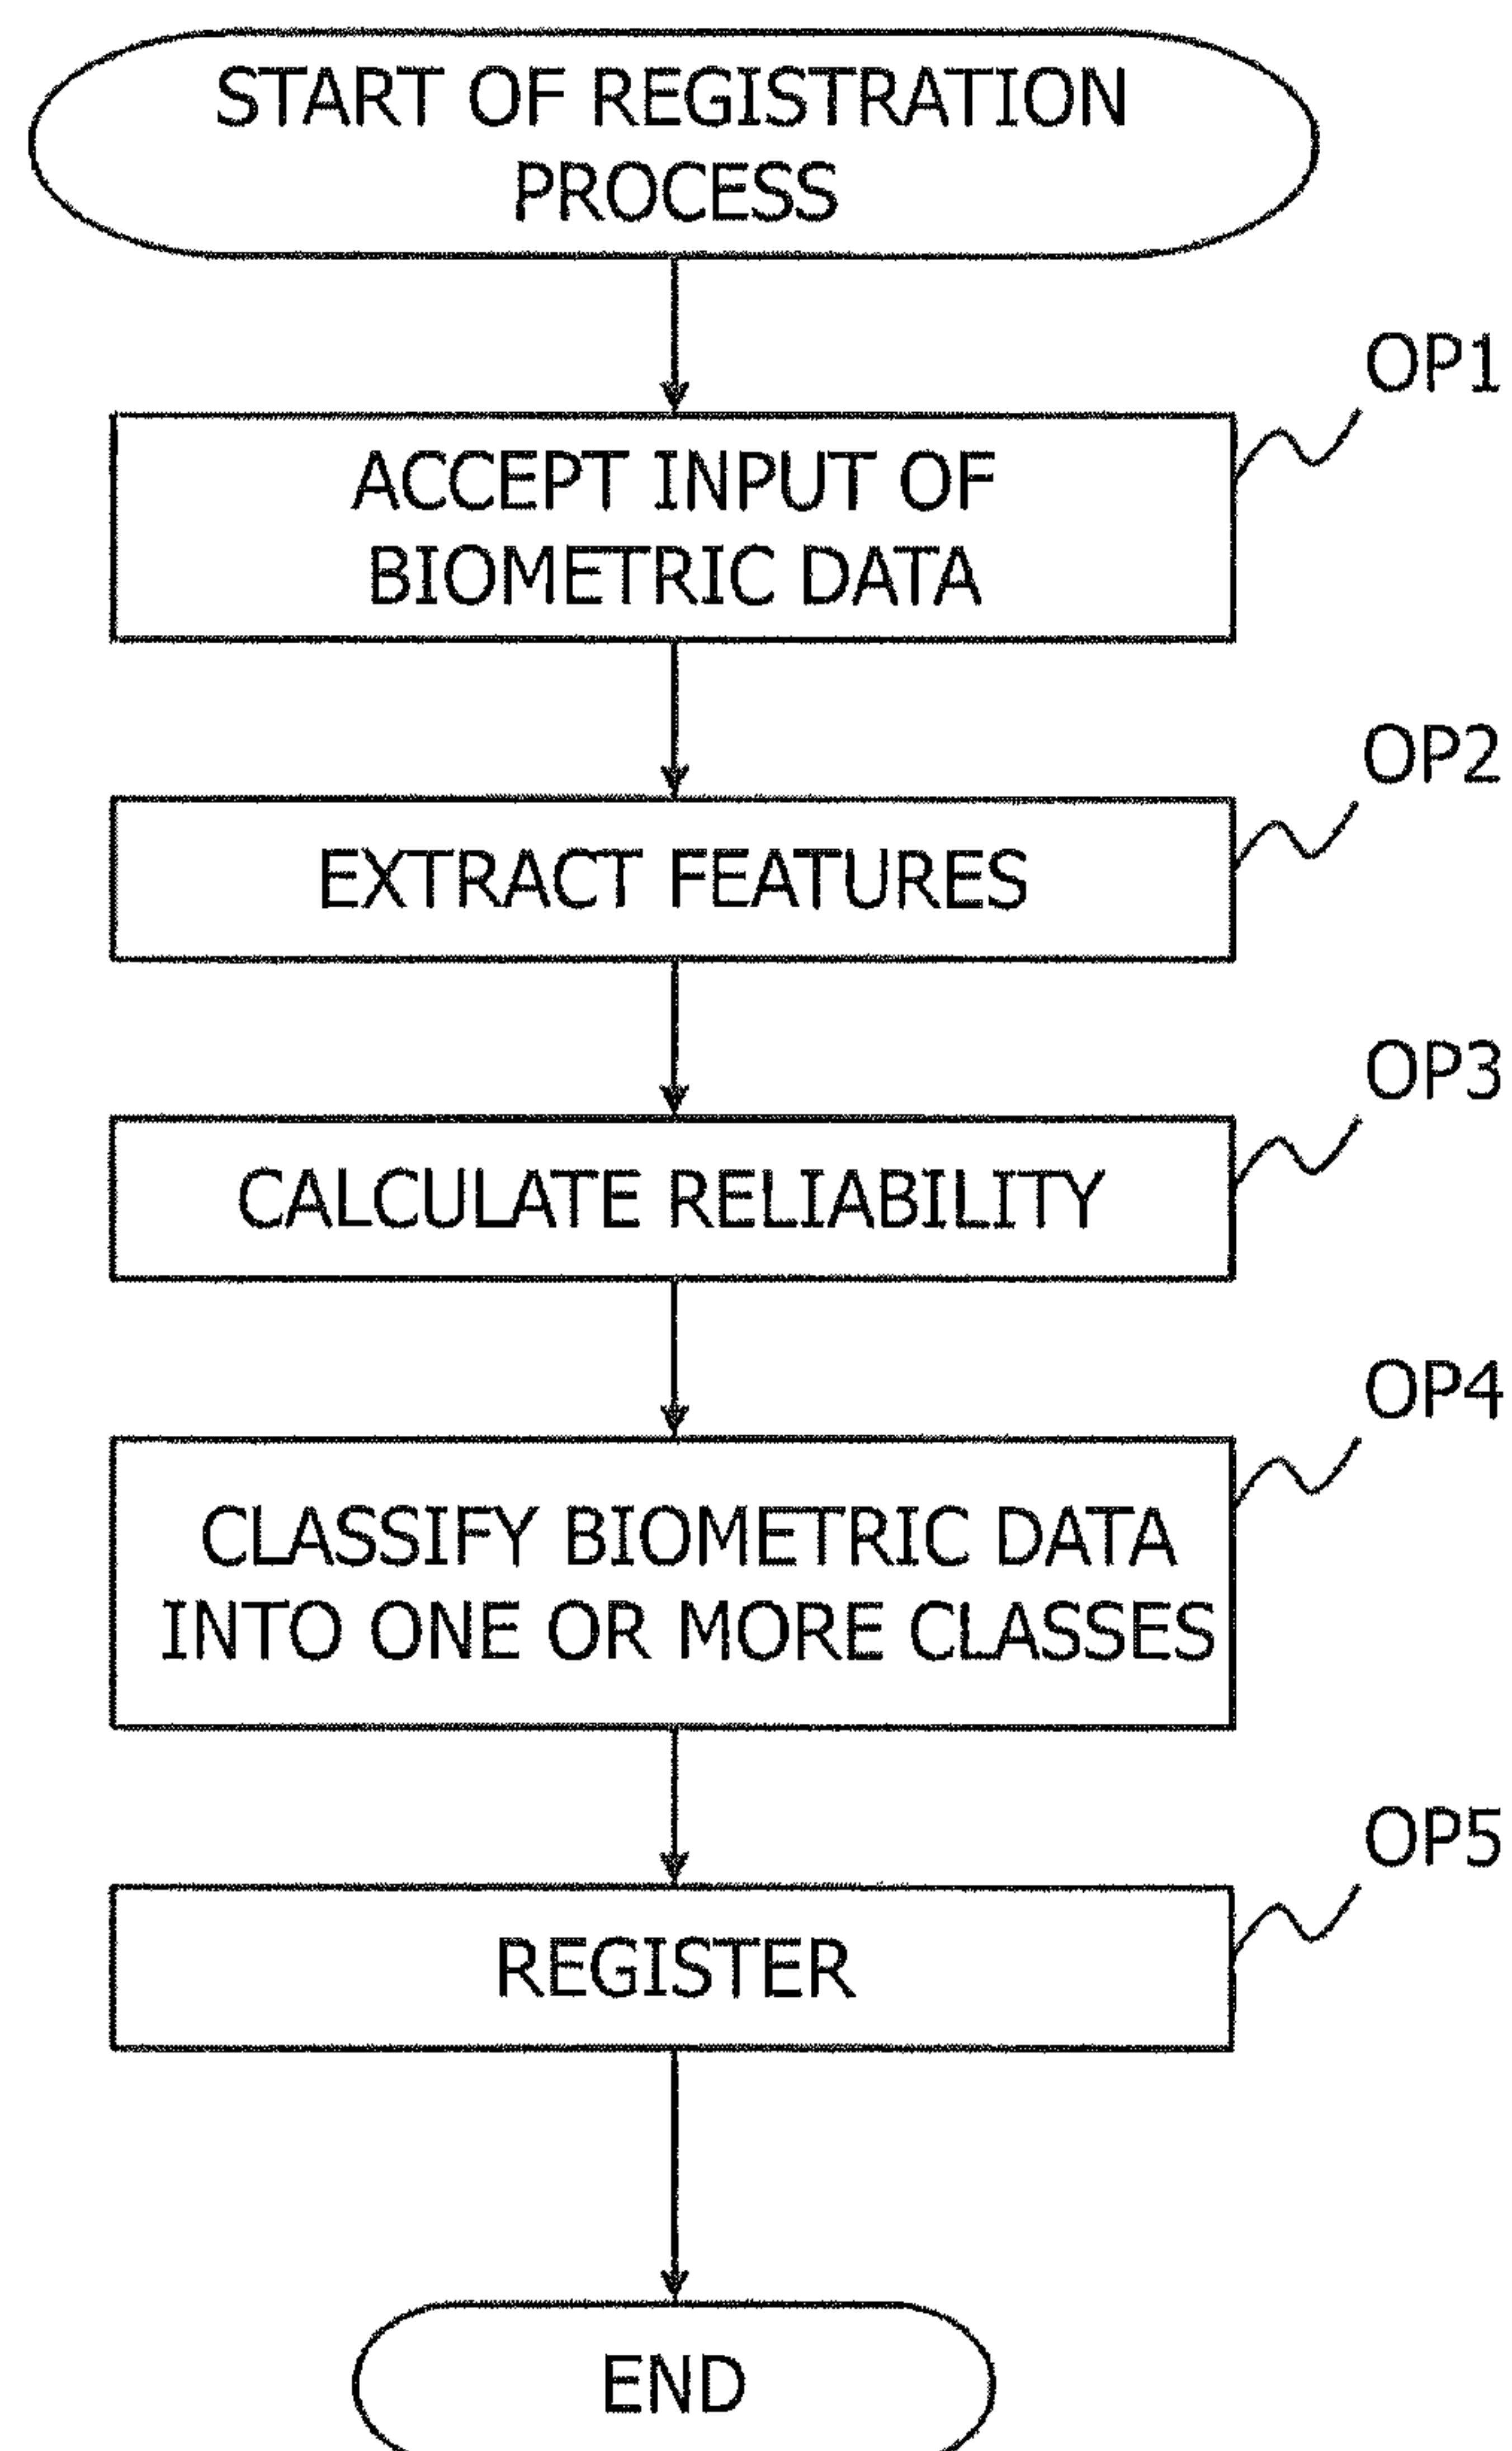 START OF REGISTRATION
PROCESS
OP1
ACCEPT INPUT OF
BIOMETRIC DATA
OP2
EXTRACT FEATURES
OP3
CALCULATE RELIABILITY
OP4
CLASSIFY BIOMETRIC DATA
INTO ONE OR MORE CLASSES
OP5
REGISTER
END